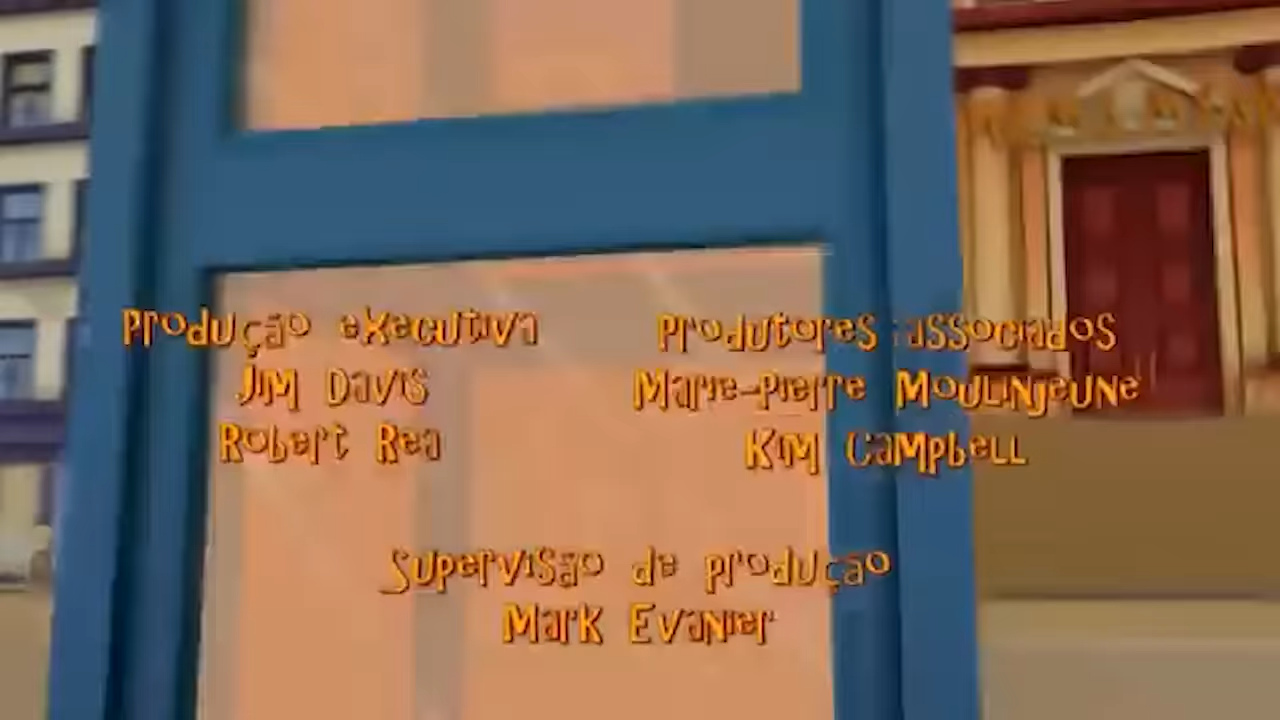 Produção executiva
Jim Davis
Robert Rea
Produtores associados
Marie-Pierre Moulinjeune
Kim Campbell
Supervisão de produção
Mark Evanier